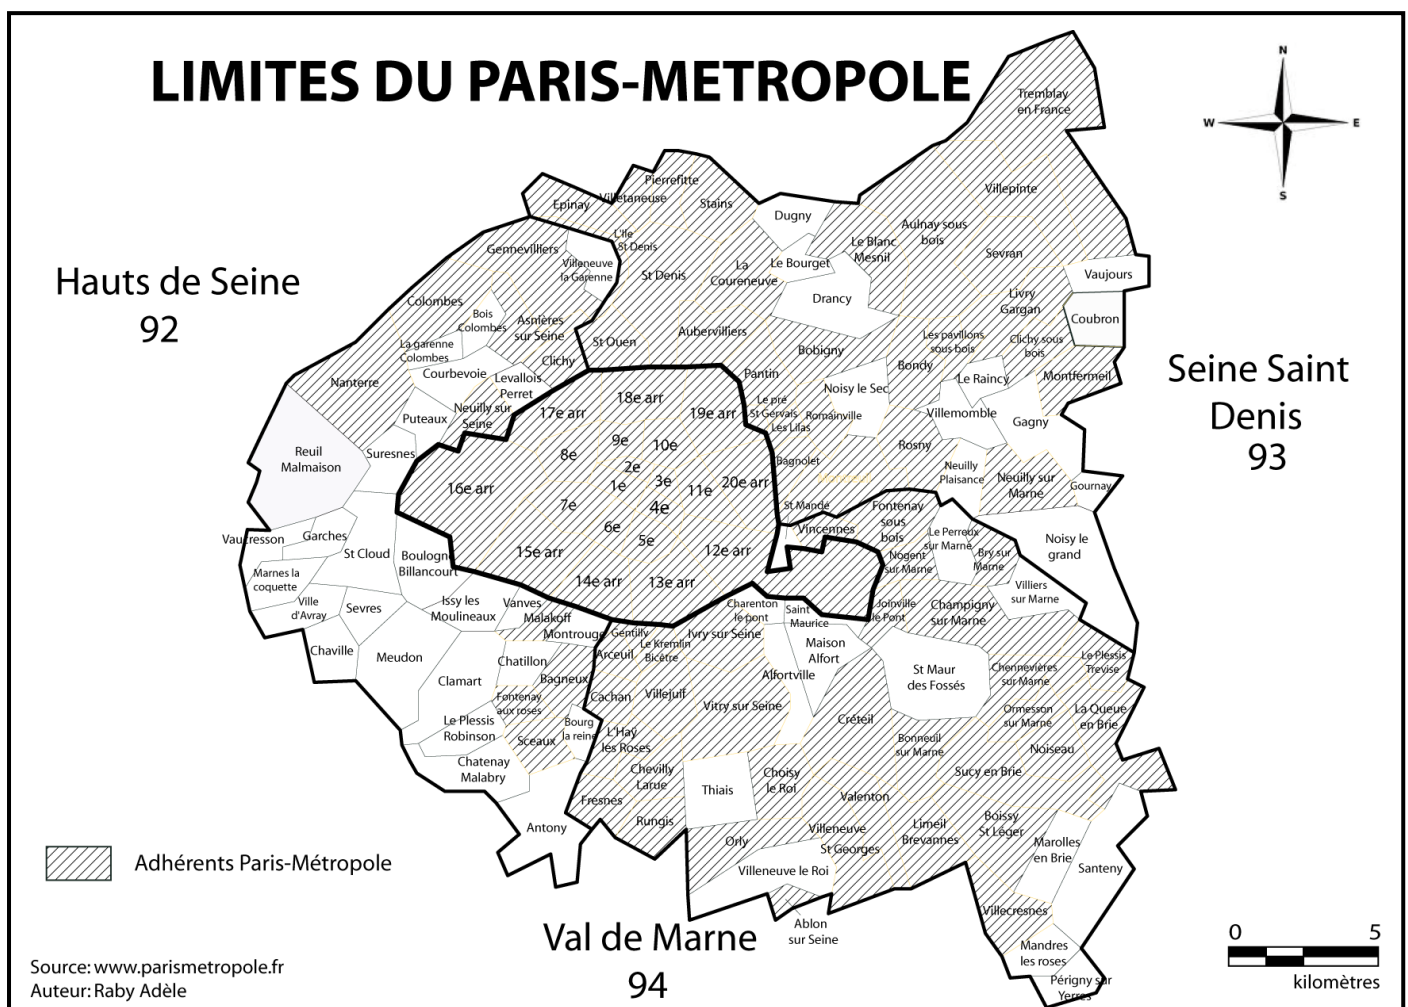 LIMITES DU PARIS-METROPOLE
N
W
E
S
Hauts de Seine
92
Seine Saint
Denis
93
Val de Marne
94
Tremblay
en France
Villepinte
Pierrefitte
Villetaneuse
Epinay
Stains
Dugny
Aulnay sous
bois
Le Blanc
Mesnil
Sevran
L'Ile
St Denis
Gennevilliers
Villeneuve
la Garenne
St Denis
La
Coureneuve
Le Bourget
Drancy
Vaujours
Livry
Gargan
Coubron
Colombes
Bois
Colombes
Asnières
sur Seine
La garenne
Colombes
St Ouen
Aubervilliers
Bobigny
Les pavillons
sous bois
Clichy sous
bois
Clichy
Courbevoie
Levallois
Perret
Nanterre
Pantin
Bondy
Le Raincy
Montfermeil
Noisy le Sec
Puteaux
Neuilly sur
Seine
17e arr
18e arr
19e arr
Le pré
St Gervais
Les Lilas
Romainville
Villemomble
Gagny
Rosny
Reuil
Malmaison
Suresnes
8e
9e
10e
2e
1e
3e
11e
20e arr
Bagnolet
Neuilly
Plaisance
Neuilly sur
Marne
Gournay
16e arr
7e
4e
6e
5e
St Mandé
Vincennes
Fontenay
sous
bois
Le Perreux
sur Marne
Noisy le
grand
Vaucresson
Garches
St Cloud
Boulogne
Billancourt
15e arr
12e arr
14e arr
13e arr
Nogent
sur Marne
Bry sur
Marne
Marnes la
coquette
Ville
d'Avray
Sevres
Issy les
Moulineaux
Vanves
Malakoff
Montrouge
Gentilly
Le Kremlin
Bicêtre
Ivry sur Seine
Charenton
le pont
Saint
Maurice
Joinville
le Pont
Champigny
sur Marne
Villiers
sur Marne
Chaville
Meudon
Chatillon
Arceuil
Maison
Alfort
Alfortville
St Maur
des Fossés
Chennevières
sur Marne
Le Plessis
Trevise
Clamart
Bagneux
Fontenay
aux roses
Cachan
Villejuif
Vitry sur Seine
Créteil
Ormesson
sur Marne
La Queue
en Brie
Le Plessis
Robinson
Sceaux
Bourg
la reine
L'Haÿ
les Roses
Bonneuil
sur Marne
Noiseau
Chatenay
Malabry
Chevilly
Larue
Thiais
Choisy
le Roi
Sucy en Brie
Fresnes
Valenton
Antony
Rungis
Orly
Villeneuve
St Georges
Limeil
Brevannes
Boissy
St Léger
Marolles
en Brie
Santeny
Villeneuve le Roi
Ablon
sur Seine
Villecresnes
Mandres
les roses
Périgny sur
Yerres
Adhérents Paris-Métropole
Source: www.parismetropole.fr
Auteur: Raby Adèle
0
5
kilomètres